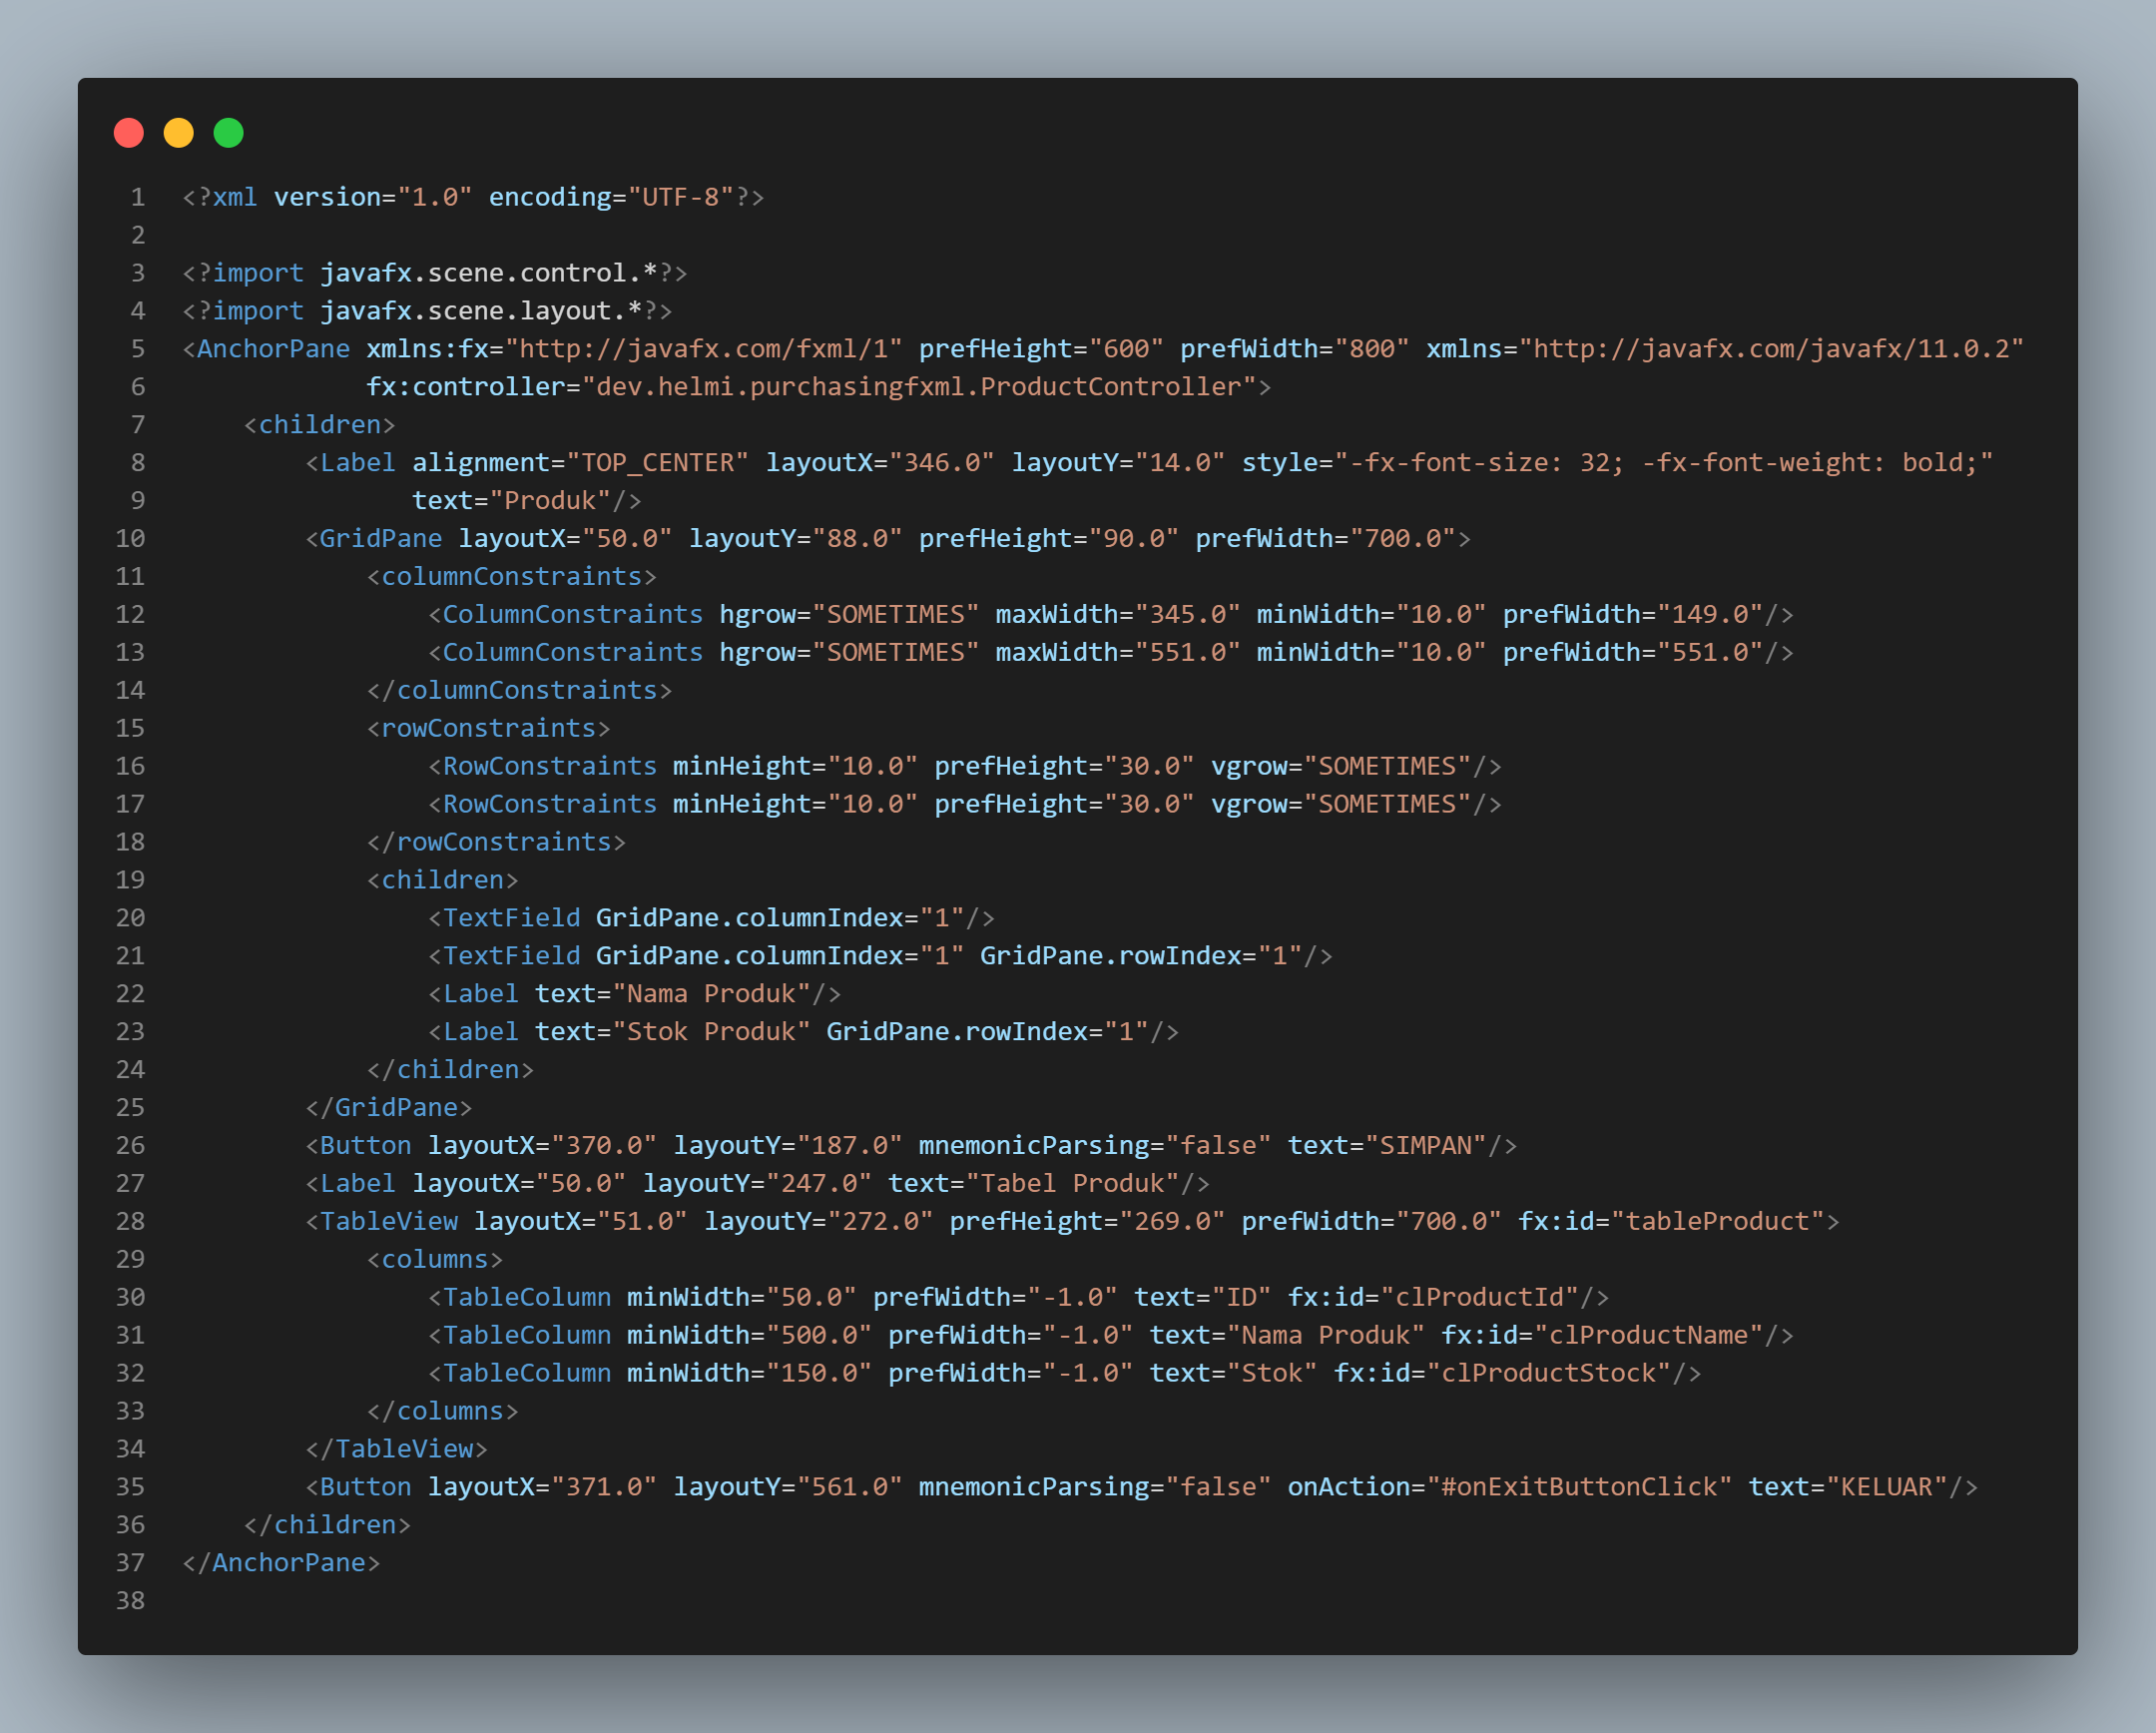 1 <?xml version="1.0" encoding="UTF-8"?>
2
3 <?import javafx.scene.control.*?>
4 <?import javafx.scene.layout.*?>
5 <AnchorPane xmlns:fx="http://javafx.com/fxml/1" prefHeight="600" prefWidth="800" xmlns="http://javafx.com/javafx/11.0.2"
6             fx:controller="dev.helmi.purchasingfxml.ProductController">
7     <children>
8         <Label alignment="TOP_CENTER" layoutX="346.0" layoutY="14.0" style="-fx-font-size: 32; -fx-font-weight: bold;"
9                text="Produk"/>
10         <GridPane layoutX="50.0" layoutY="88.0" prefHeight="90.0" prefWidth="700.0">
11             <columnConstraints>
12                 <ColumnConstraints hgrow="SOMETIMES" maxWidth="345.0" minWidth="10.0" prefWidth="149.0"/>
13                 <ColumnConstraints hgrow="SOMETIMES" maxWidth="551.0" minWidth="10.0" prefWidth="551.0"/>
14             </columnConstraints>
15             <rowConstraints>
16                 <RowConstraints minHeight="10.0" prefHeight="30.0" vgrow="SOMETIMES"/>
17                 <RowConstraints minHeight="10.0" prefHeight="30.0" vgrow="SOMETIMES"/>
18             </rowConstraints>
19             <children>
20                 <TextField GridPane.columnIndex="1"/>
21                 <TextField GridPane.columnIndex="1" GridPane.rowIndex="1"/>
22                 <Label text="Nama Produk"/>
23                 <Label text="Stok Produk" GridPane.rowIndex="1"/>
24             </children>
25         </GridPane>
26         <Button layoutX="370.0" layoutY="187.0" mnemonicParsing="false" text="SIMPAN"/>
27         <Label layoutX="50.0" layoutY="247.0" text="Tabel Produk"/>
28         <TableView layoutX="51.0" layoutY="272.0" prefHeight="269.0" prefWidth="700.0" fx:id="tableProduct">
29             <columns>
30                 <TableColumn minWidth="50.0" prefWidth="-1.0" text="ID" fx:id="clProductId"/>
31                 <TableColumn minWidth="500.0" prefWidth="-1.0" text="Nama Produk" fx:id="clProductName"/>
32                 <TableColumn minWidth="150.0" prefWidth="-1.0" text="Stok" fx:id="clProductStock"/>
33             </columns>
34         </TableView>
35         <Button layoutX="371.0" layoutY="561.0" mnemonicParsing="false" onAction="#onExitButtonClick" text="KELUAR"/>
36     </children>
37 </AnchorPane>
38